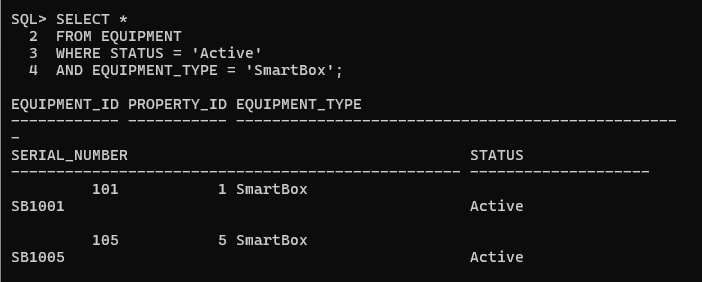 SQL> SELECT *
  2  FROM EQUIPMENT
  3  WHERE STATUS = 'Active'
  4  AND EQUIPMENT_TYPE = 'SmartBox';

EQUIPMENT_ID PROPERTY_ID EQUIPMENT_TYPE
------------ ----------- -------------------------------------------------
-
SERIAL_NUMBER                                      STATUS
-------------------------------------------------- --------------------
         101           1 SmartBox
SB1001                                             Active

         105           5 SmartBox
SB1005                                             Active